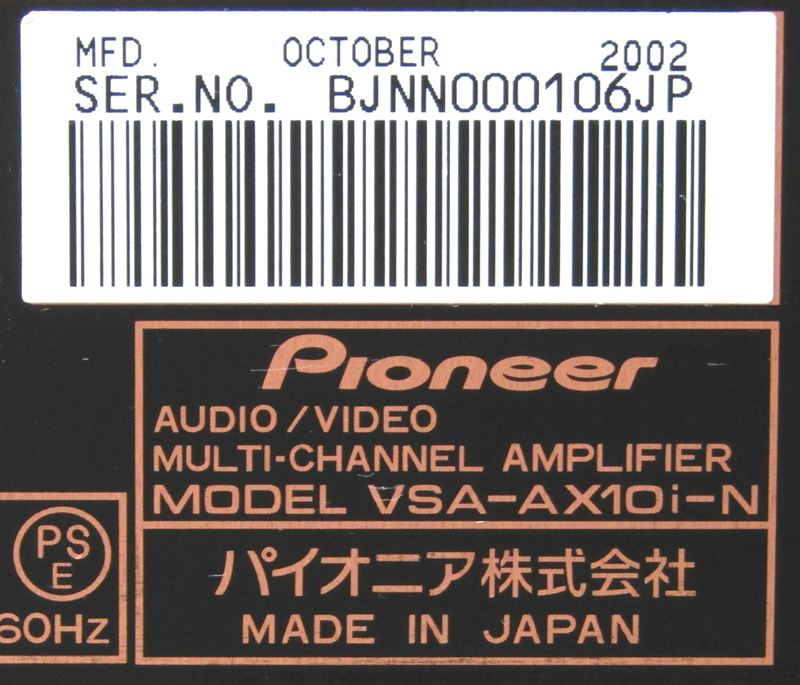 MFD. OCTOBER 2002
SER.NO. BJNN000106JP
Pioneer
AUDIO/VIDEO
MULTI-CHANNEL AMPLIFIER
MODEL VSA-AX10i-N
PS
E
60Hz
パイオニア株式会社
MADE IN JAPAN